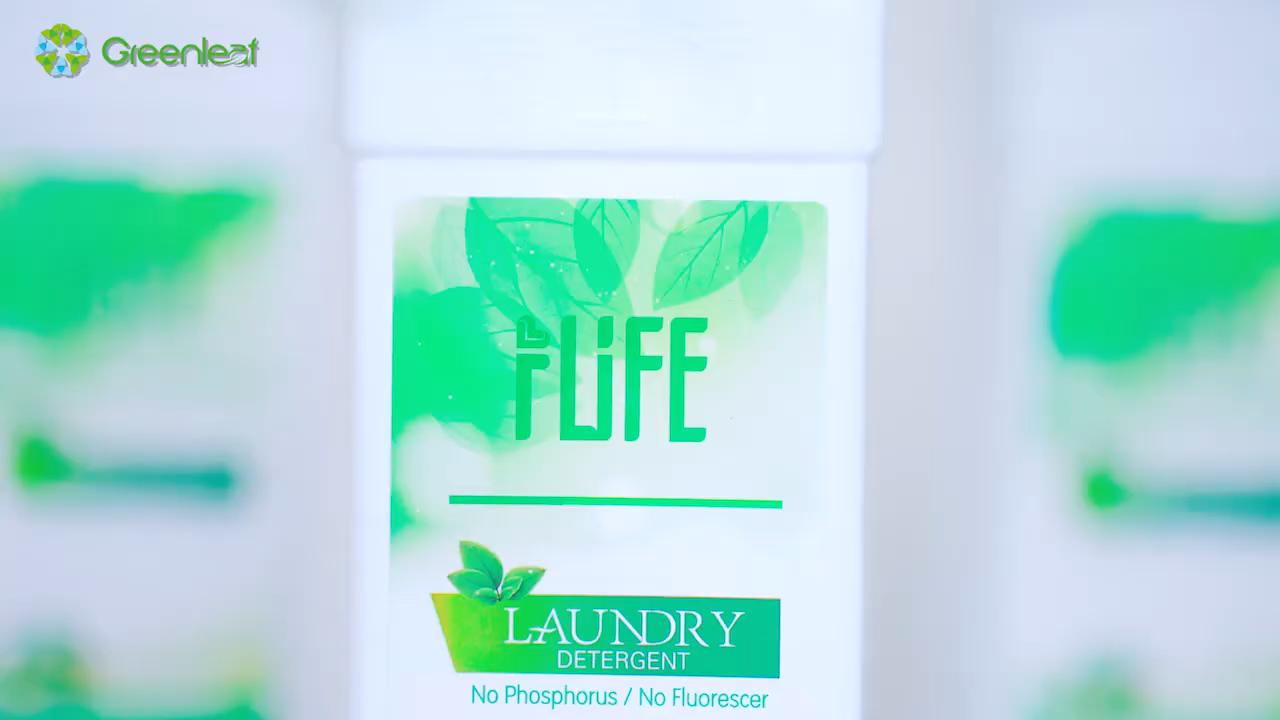 Greenleaf
iLiFE
LAUNDRY
DETERGENT
No Phosphorus / No Fluorescer